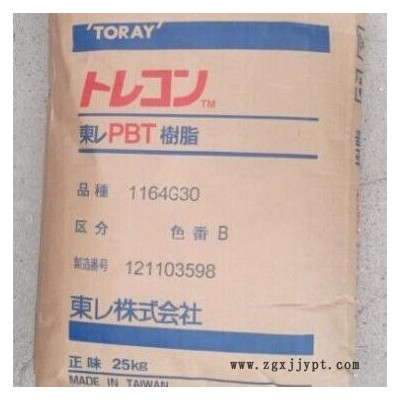 'TORAY'
トレコン™
東レPBT樹脂
品種 1164G30
区分 色番 B
製造番号 121103598
東レ株式会社
正味 25kg
MADE IN TAIWAN
www.zgxjjypt.com